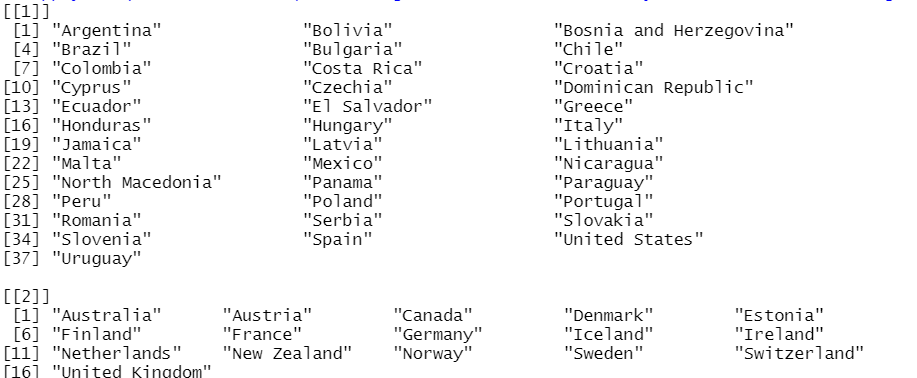 [[1]]
[1] "Argentina" "Bolivia" "Bosnia and Herzegovina"
[4] "Brazil" "Bulgaria" "Chile"
[7] "Colombia" "Costa Rica" "Croatia"
[10] "Cyprus" "Czechia" "Dominican Republic"
[13] "Ecuador" "El Salvador" "Greece"
[16] "Honduras" "Hungary" "Italy"
[19] "Jamaica" "Latvia" "Lithuania"
[22] "Malta" "Mexico" "Nicaragua"
[25] "North Macedonia" "Panama" "Paraguay"
[28] "Peru" "Poland" "Portugal"
[31] "Romania" "Serbia" "Slovakia"
[34] "Slovenia" "Spain" "United States"
[37] "Uruguay"
[[2]]
[1] "Australia" "Austria" "Canada" "Denmark" "Estonia"
[6] "Finland" "France" "Germany" "Iceland" "Ireland"
[11] "Netherlands" "New Zealand" "Norway" "Sweden" "Switzerland"
[16] "United Kingdom"